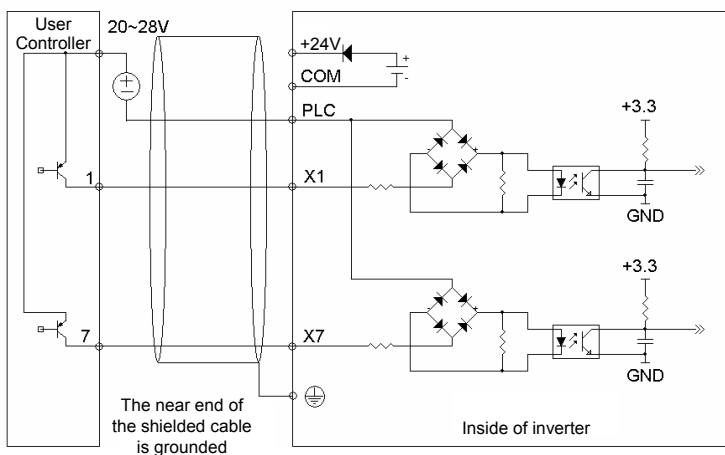 User
Controller
20~28V
+24V
COM
PLC
+
-
+3.3
-
+
1
X1
GND
+3.3
-
+
7
X7
GND
The near end of
the shielded cable
is grounded
Inside of inverter